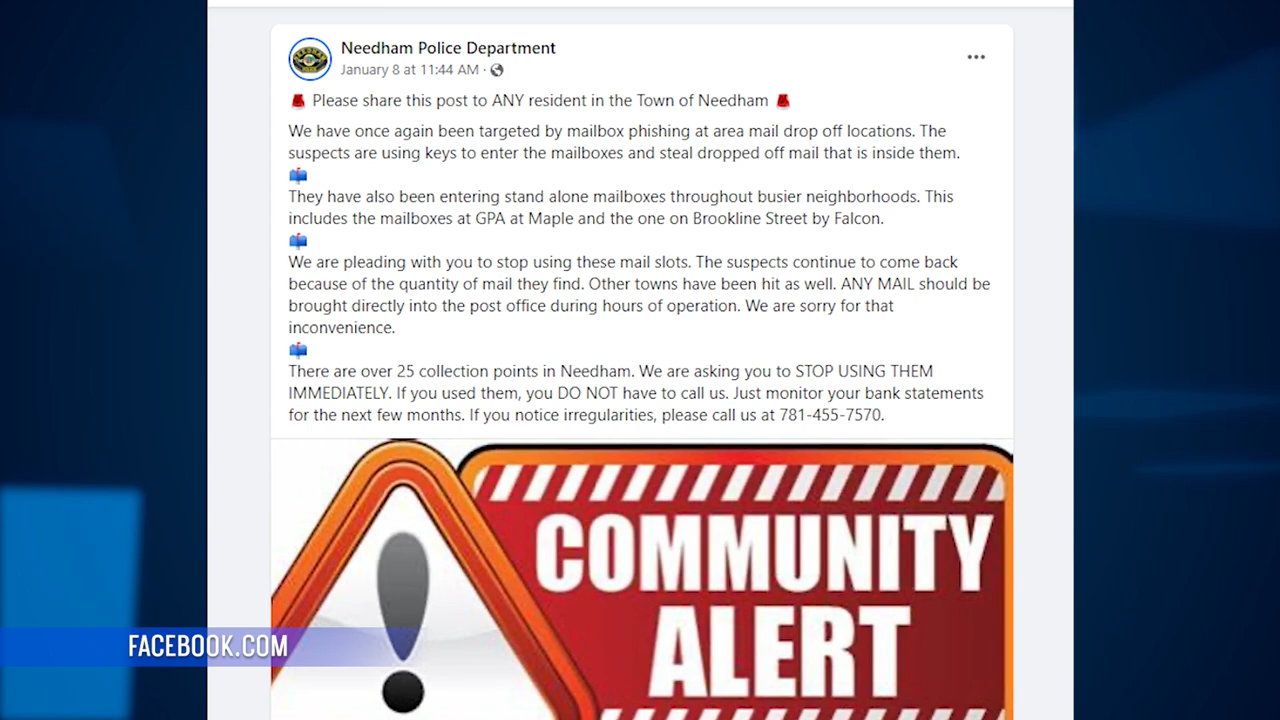 Needham Police Department
January 8 at 11:44 AM ·
Please share this post to ANY resident in the Town of Needham
We have once again been targeted by mailbox phishing at area mail drop off locations. The
suspects are using keys to enter the mailboxes and steal dropped off mail that is inside them.
They have also been entering stand alone mailboxes throughout busier neighborhoods. This
includes the mailboxes at GPA at Maple and the one on Brookline Street by Falcon.
We are pleading with you to stop using these mail slots. The suspects continue to come back
because of the quantity of mail they find. Other towns have been hit as well. ANY MAIL should be
brought directly into the post office during hours of operation. We are sorry for that
inconvenience.
There are over 25 collection points in Needham. We are asking you to STOP USING THEM
IMMEDIATELY. If you used them, you DO NOT have to call us. Just monitor your bank statements
for the next few months. If you notice irregularities, please call us at 781-455-7570.
COMMUNITY
ALERT
FACEBOOK.COM